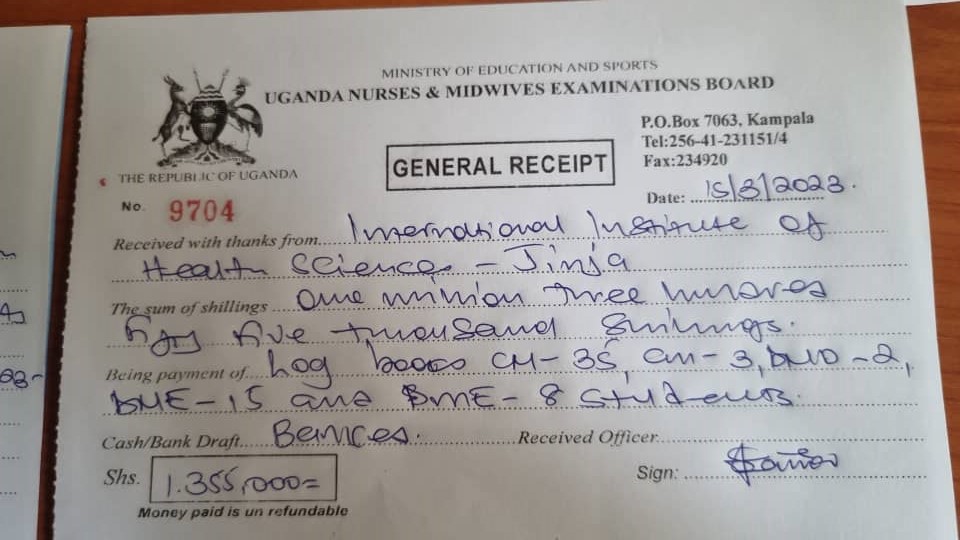 MINISTRY OF EDUCATION AND SPORTS
UGANDA NURSES & MIDWIVES EXAMINATIONS BOARD
P.O.Box 7063, Kampala
Tel:256-41-231151/4
Fax:234920
GENERAL RECEIPT
THE REPUBLIC OF UGANDA
Date: 15/8/2023.
No. 9704
Received with thanks from International Institute of
Health Sciences - Jinja
The sum of shillings One million three hundred
fifty five thousand shillings.
Being payment of Log books CM-35, CN-3, DMD-2,
DME-15 and BME-8 Students.
Cash/Bank Draft Received Officer
Shs. 1.355,000=
Sign:
Money paid is un refundable